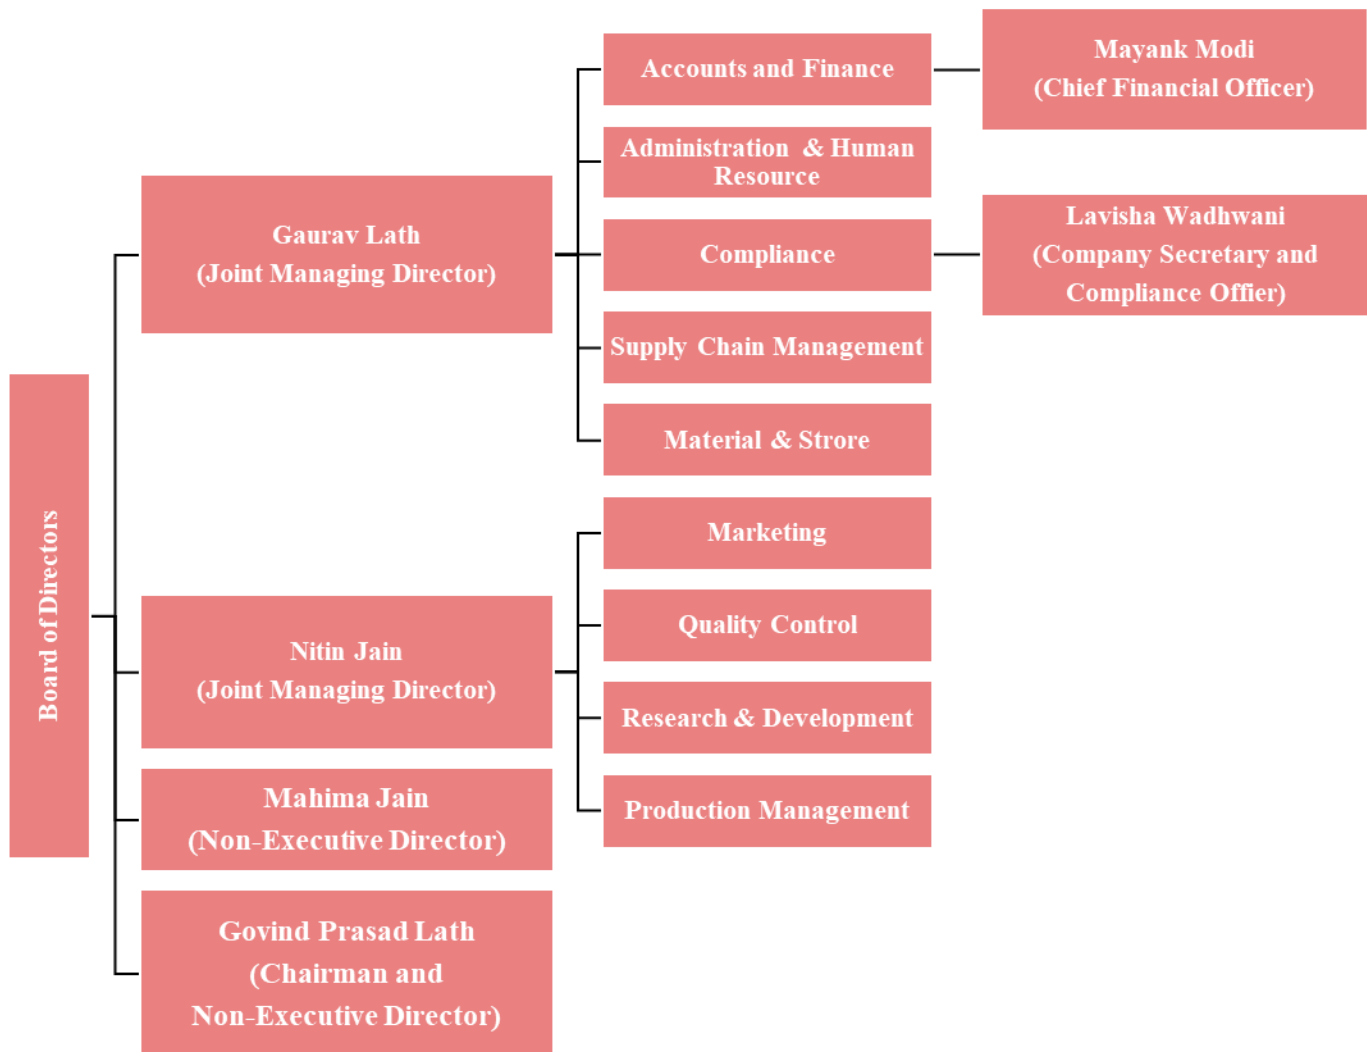 Board of Directors
Gaurav Lath
(Joint Managing Director)
Accounts and Finance
Mayank Modi
(Chief Financial Officer)
Administration & Human
Resource
Compliance
Lavisha Wadhwani
(Company Secretary and
Compliance Offier)
Supply Chain Management
Material & Strore
Nitin Jain
(Joint Managing Director)
Marketing
Quality Control
Research & Development
Production Management
Mahima Jain
(Non-Executive Director)
Govind Prasad Lath
(Chairman and
Non-Executive Director)